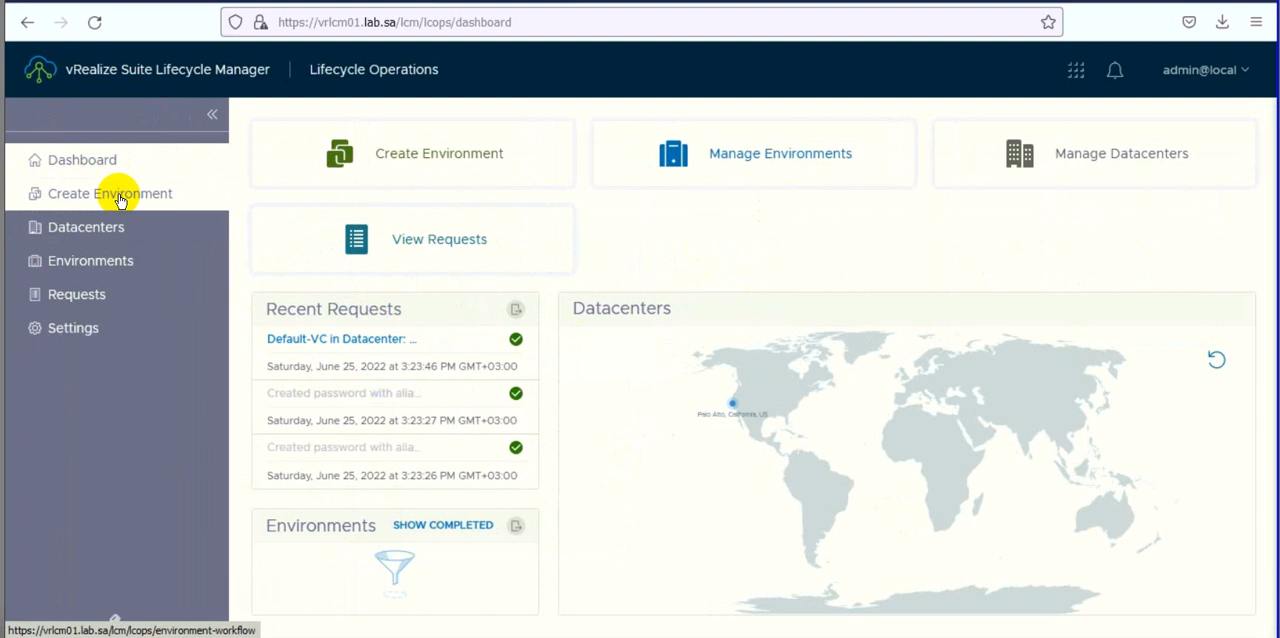 https://vrlcm01.lab.sa/lcm/lcops/dashboard
vRealize Suite Lifecycle Manager
Lifecycle Operations
admin@local
Dashboard
Create Environment
Datacenters
Environments
Requests
Settings
Create Environment
Manage Environments
Manage Datacenters
View Requests
Recent Requests
Default-VC in Datacenter: ...
Saturday, June 25, 2022 at 3:23:46 PM GMT+03:00
Created password with alia...
Saturday, June 25, 2022 at 3:23:27 PM GMT+03:00
Created password with alia...
Saturday, June 25, 2022 at 3:23:26 PM GMT+03:00
Environments SHOW COMPLETED
Datacenters
Palo Alto, California, US
https://vrlcm01.lab.sa/lcm/lcops/environment-workflow